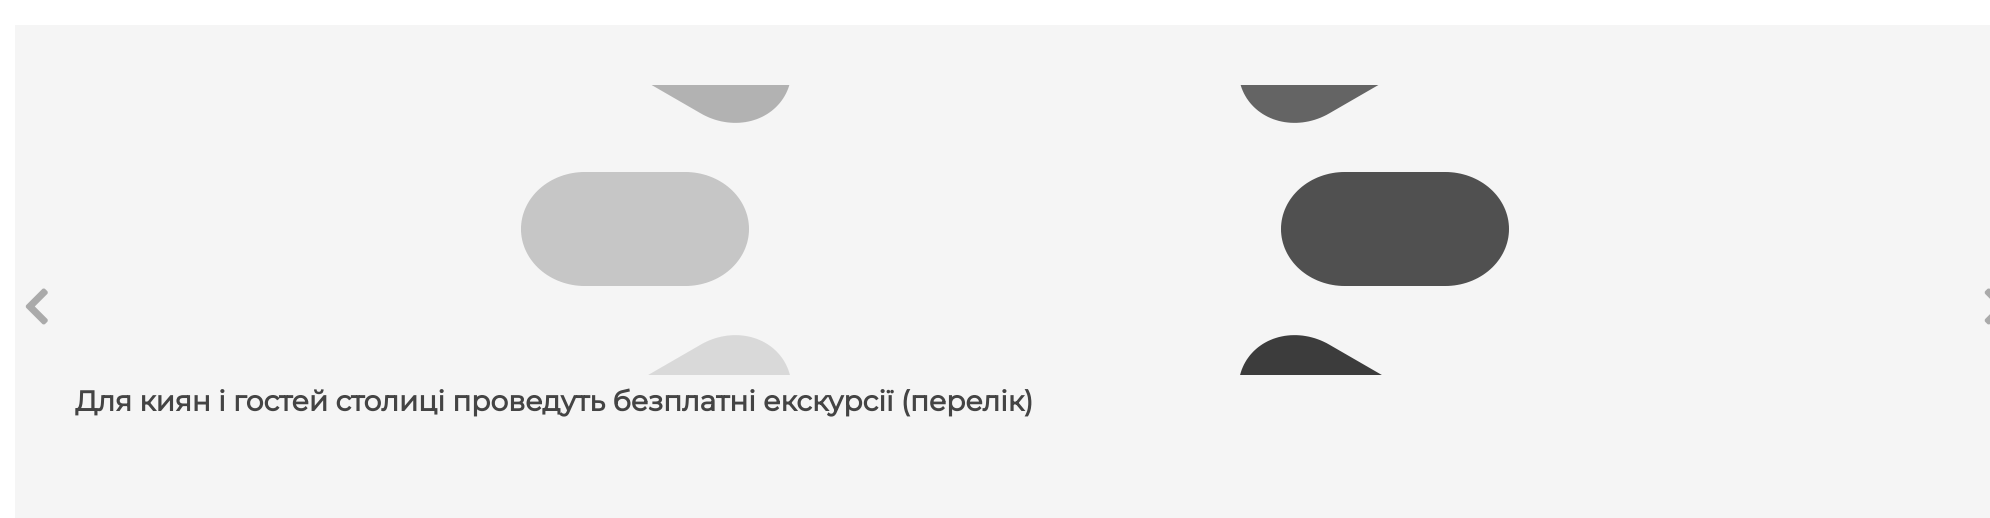 Для киян і гостей столиці проведуть безплатні екскурсії (перелік)